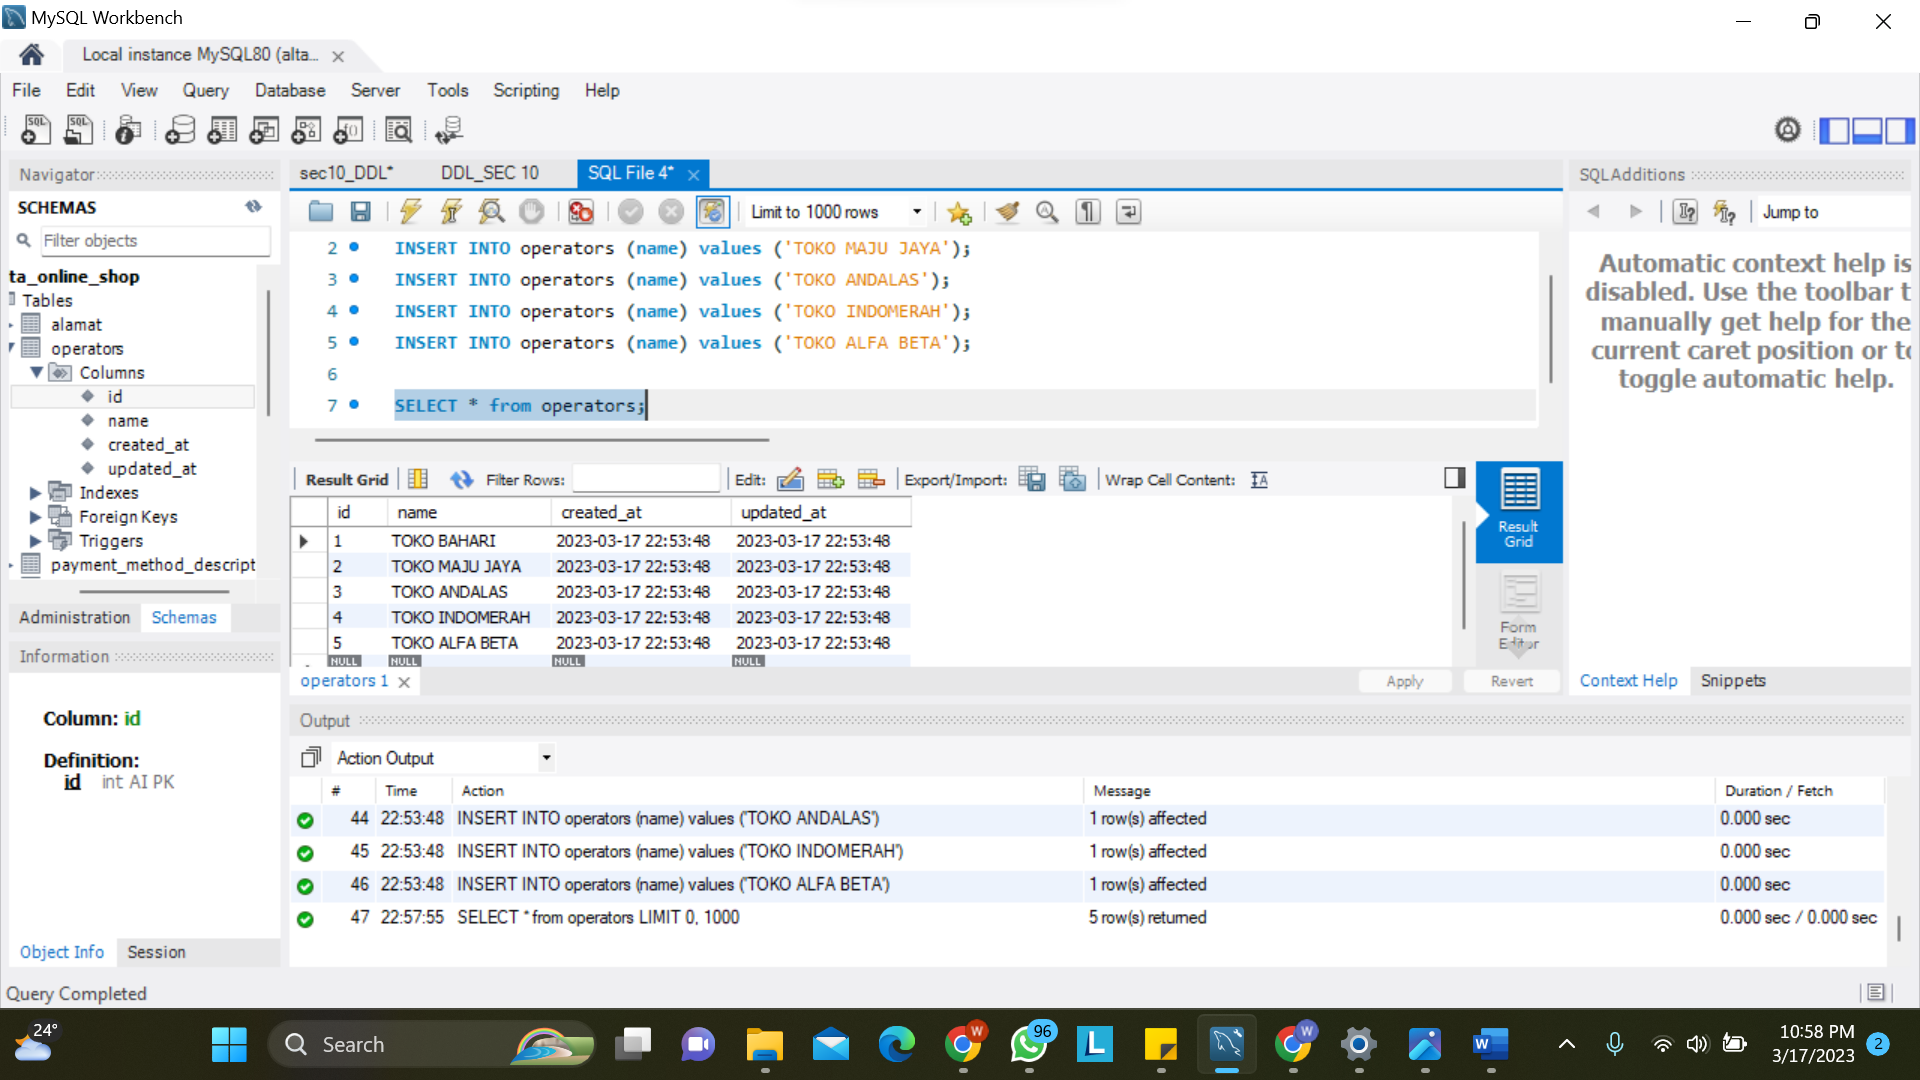 MySQL Workbench
Local instance MySQL80 (alta...
File Edit View Query Database Server Tools Scripting Help
Navigator
SCHEMAS
Filter objects
ta_online_shop
Tables
alamat
operators
Columns
id
name
created_at
updated_at
Indexes
Foreign Keys
Triggers
payment_method_descript
Administration Schemas
Information
Column: id
Definition:
id int AI PK
Object Info Session
sec10_DDL* DDL_SEC 10 SQL File 4*
Limit to 1000 rows
2 INSERT INTO operators (name) values ('TOKO MAJU JAYA');
3 INSERT INTO operators (name) values ('TOKO ANDALAS');
4 INSERT INTO operators (name) values ('TOKO INDOMERAH');
5 INSERT INTO operators (name) values ('TOKO ALFA BETA');
6
7 SELECT * from operators;
Result Grid Filter Rows: Edit: Export/Import: Wrap Cell Content:
id name created_at updated_at
1 TOKO BAHARI 2023-03-17 22:53:48 2023-03-17 22:53:48
2 TOKO MAJU JAYA 2023-03-17 22:53:48 2023-03-17 22:53:48
3 TOKO ANDALAS 2023-03-17 22:53:48 2023-03-17 22:53:48
4 TOKO INDOMERAH 2023-03-17 22:53:48 2023-03-17 22:53:48
5 TOKO ALFA BETA 2023-03-17 22:53:48 2023-03-17 22:53:48
NULL NULL NULL NULL
Result
Grid
Form
Editor
operators 1
Apply Revert
SQLAdditions
Jump to
Automatic context help is
disabled. Use the toolbar t
manually get help for the
current caret position or to
toggle automatic help.
Context Help Snippets
Output
Action Output
# Time Action Message Duration / Fetch
44 22:53:48 INSERT INTO operators (name) values ('TOKO ANDALAS') 1 row(s) affected 0.000 sec
45 22:53:48 INSERT INTO operators (name) values ('TOKO INDOMERAH') 1 row(s) affected 0.000 sec
46 22:53:48 INSERT INTO operators (name) values ('TOKO ALFA BETA') 1 row(s) affected 0.000 sec
47 22:57:55 SELECT * from operators LIMIT 0, 1000 5 row(s) returned 0.000 sec / 0.000 sec
Query Completed
24°
Search
96
10:58 PM
3/17/2023
2